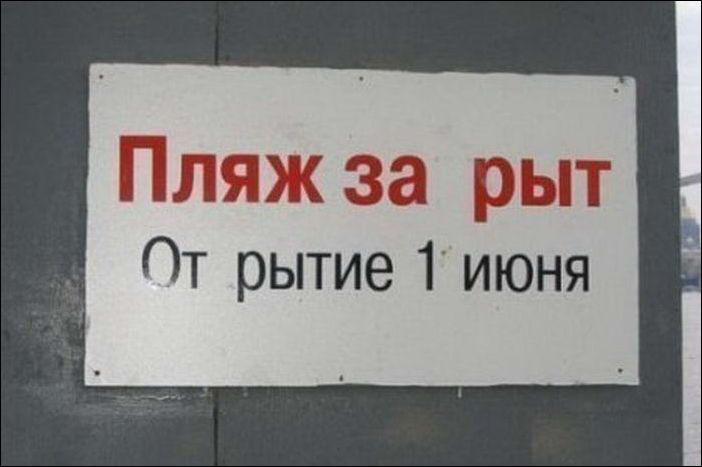 Пляж за рыт
От рытие 1 июня